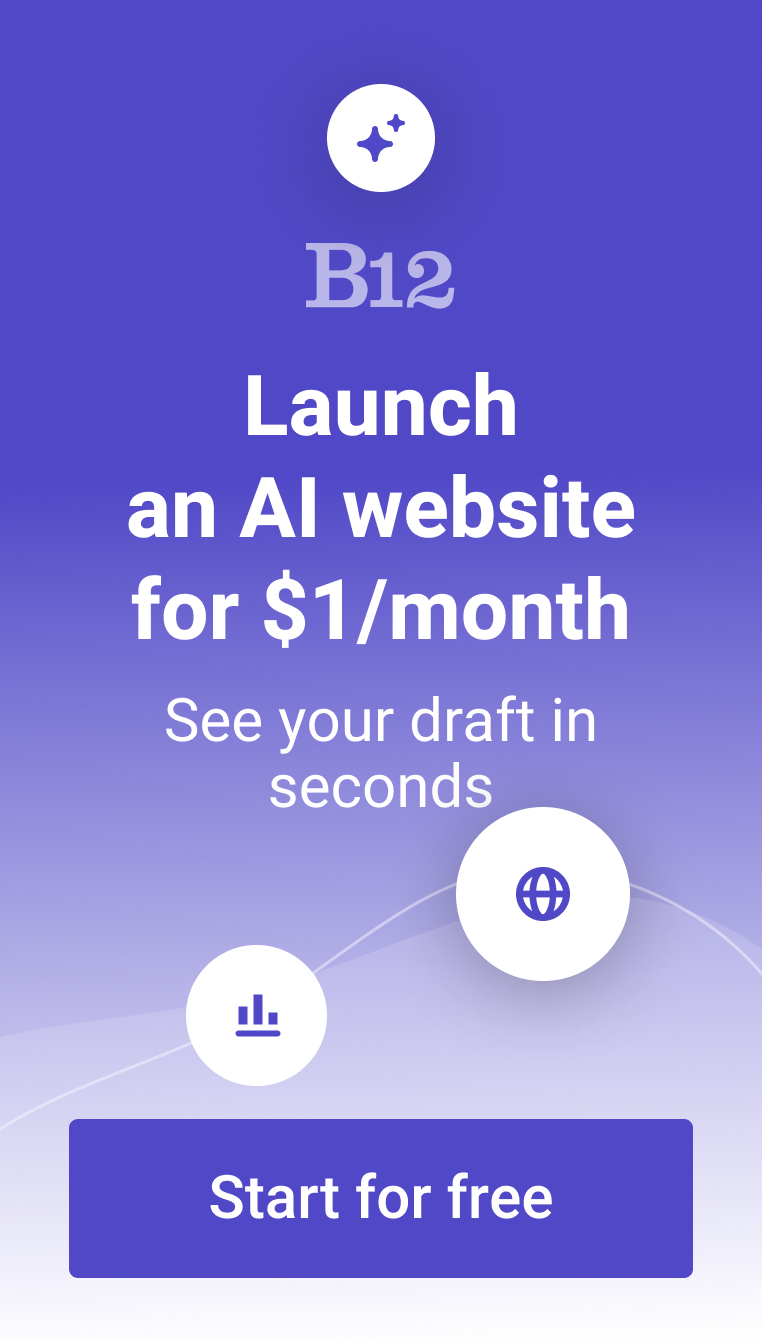 B12
Launch
an AI website
for $1/month
See your draft in
seconds
Start for free